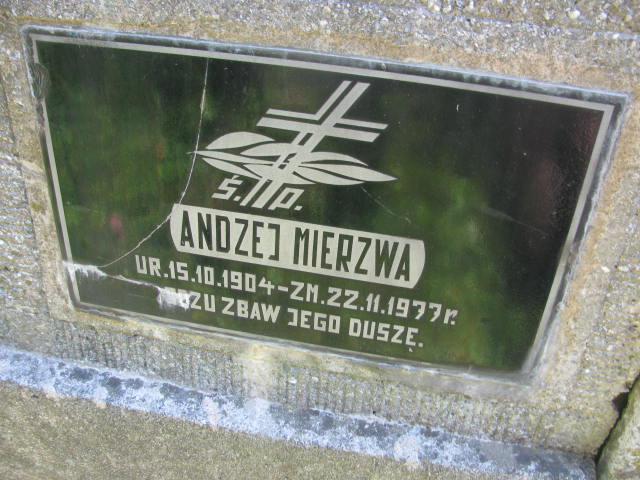 Ś. P.
ANDZEJ MIERZWA
UR.15.10.1904-ZM.22.11.1977r.
ZBAW JEGO DUSZĘ.